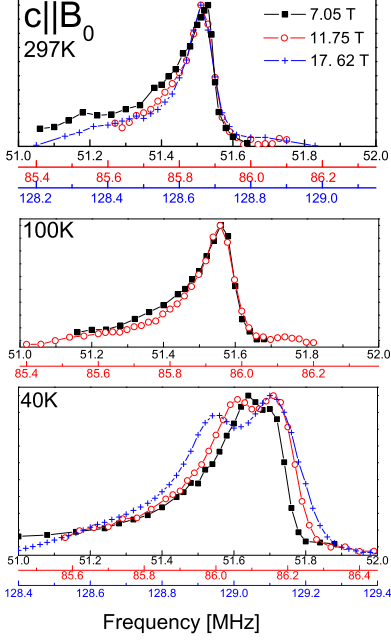 c||B0
297K
7.05 T
11.75 T
17. 62 T
51.0 51.2 51.4 51.6 51.8 52.0
85.4 85.6 85.8 86.0 86.2
128.2 128.4 128.6 128.8 129.0
100K
51.0 51.2 51.4 51.6 51.8 52.0
85.4 85.6 85.8 86.0 86.2
40K
51.0 51.2 51.4 51.6 51.8 52.0
85.6 85.8 86.0 86.2 86.4
128.4 128.6 128.8 129.0 129.2 129.4
Frequency [MHz]